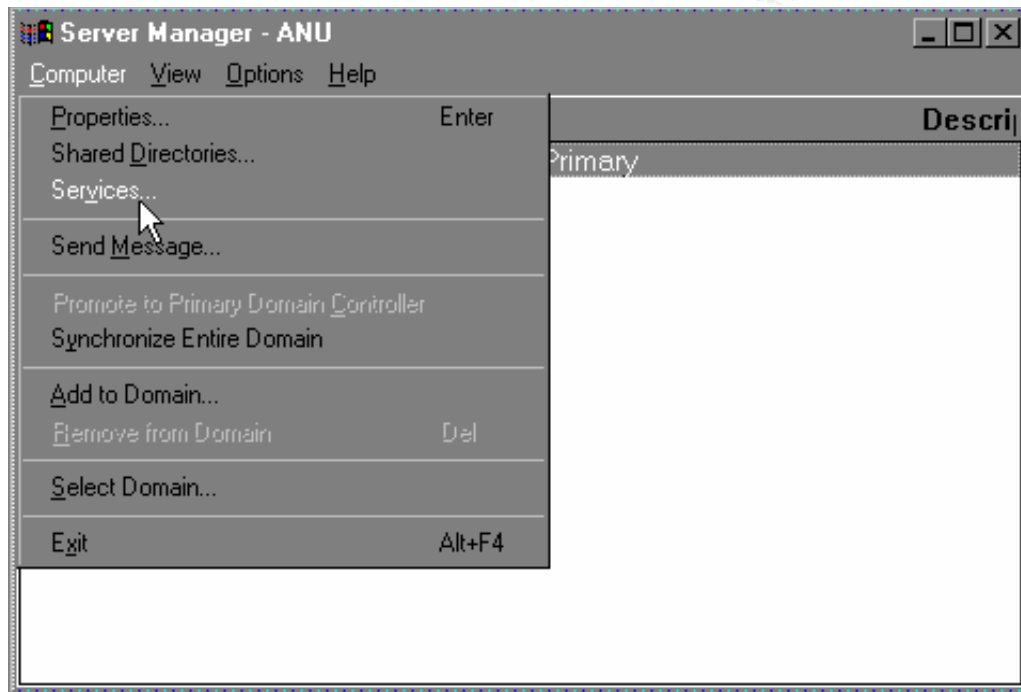 Server Manager - ANU
Computer View Options Help
Properties... Enter
Descri
Shared Directories...
Primary
Services...
Send Message...
Promote to Primary Domain Controller
Synchronize Entire Domain
Add to Domain...
Remove from Domain Del
Select Domain...
Exit Alt+F4